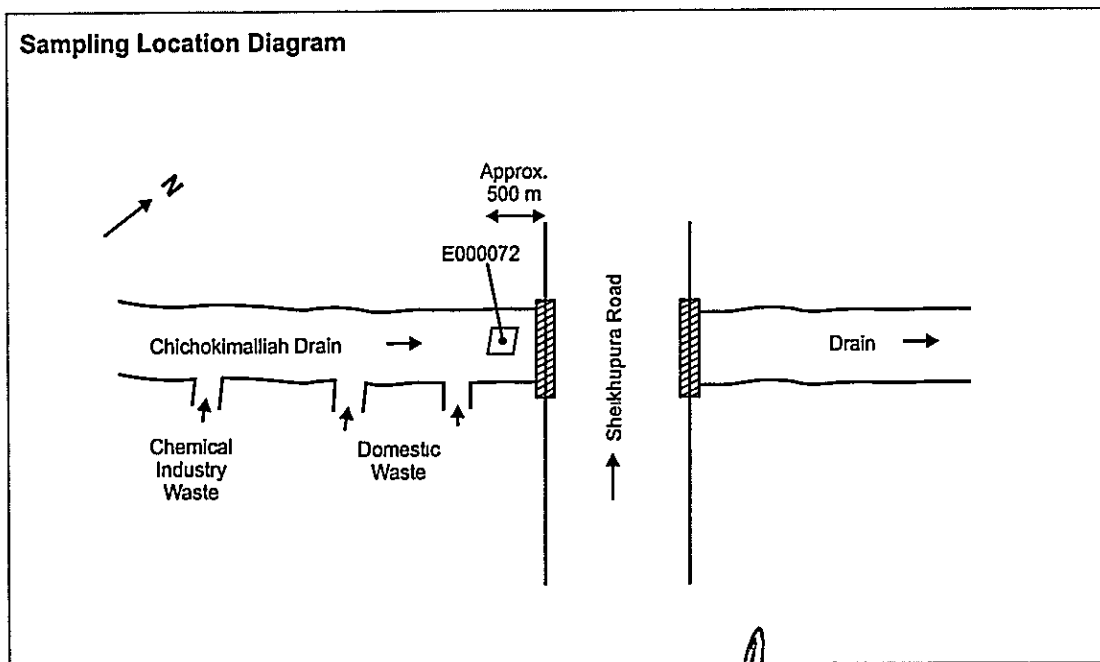 Sampling Location Diagram
N
Approx.
500 m
E000072
Chichokimalliah Drain
Sheikhupura Road
Drain
Chemical
Industry
Waste
Domestic
Waste